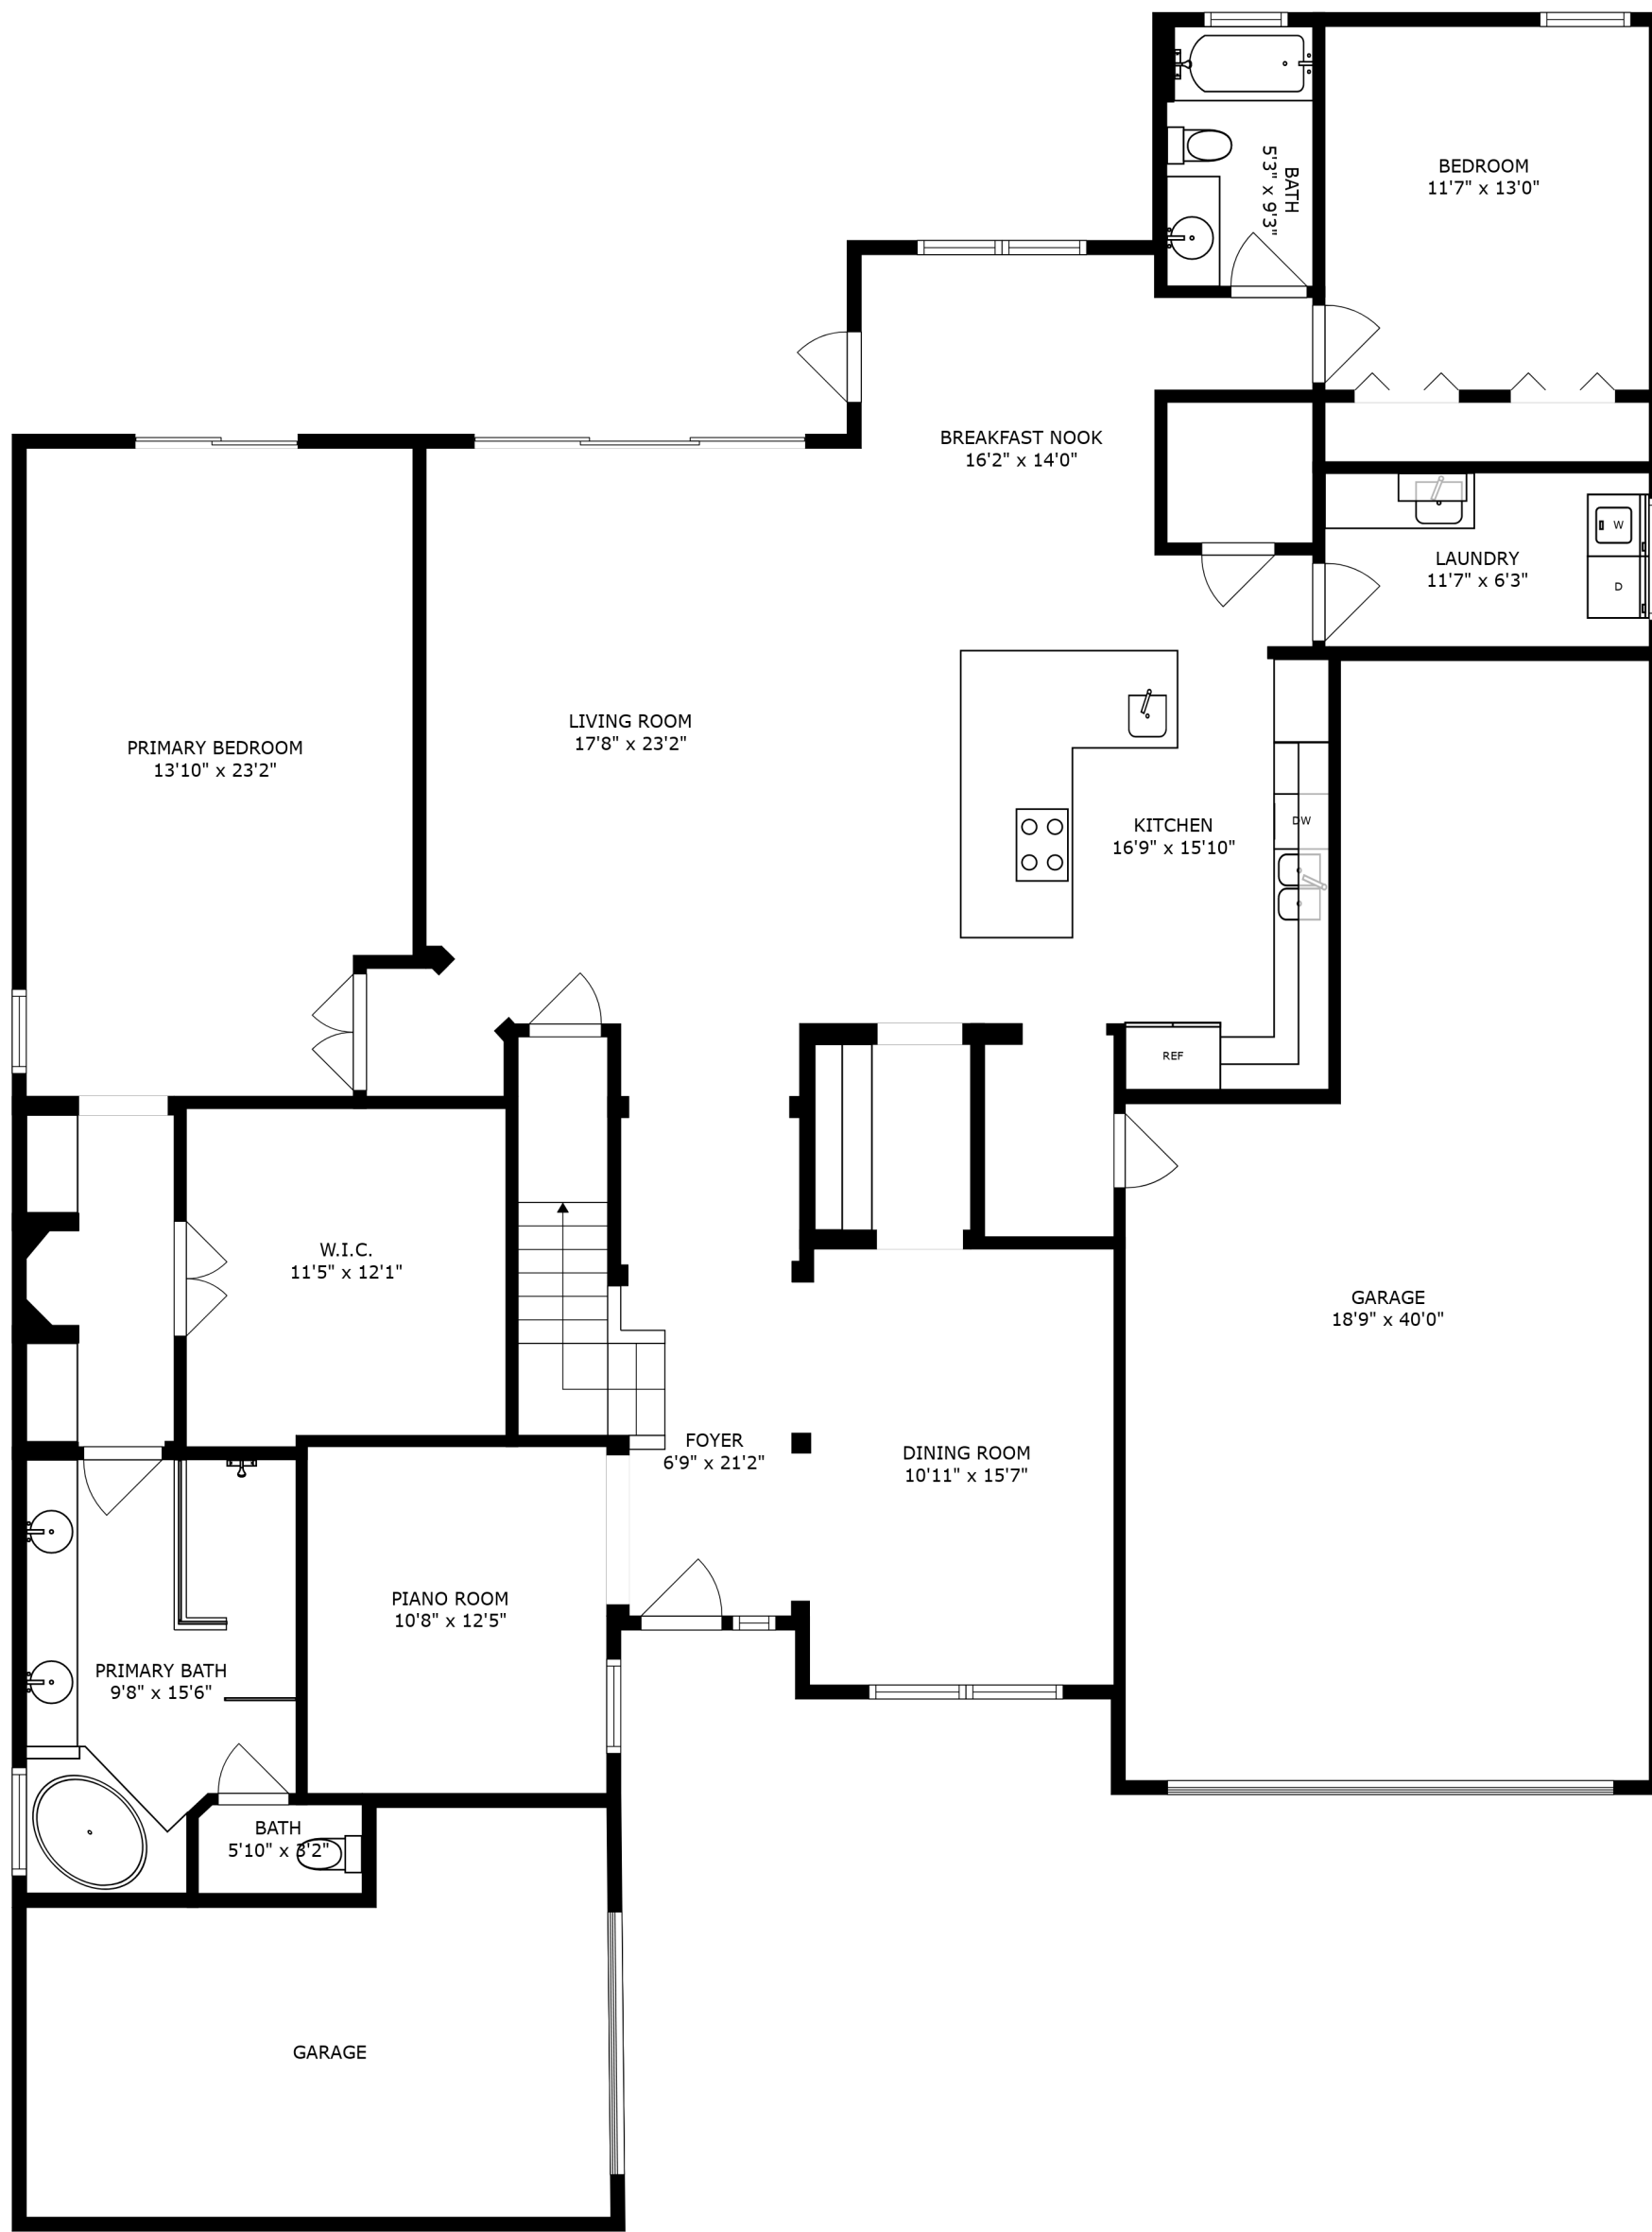 BATH
5'3" x 9'3"
BEDROOM
11'7" x 13'0"
BREAKFAST NOOK
16'2" x 14'0"
LAUNDRY
11'7" x 6'3"
W
D
LIVING ROOM
17'8" x 23'2"
PRIMARY BEDROOM
13'10" x 23'2"
KITCHEN
16'9" x 15'10"
DW
REF
W.I.C.
11'5" x 12'1"
GARAGE
18'9" x 40'0"
FOYER
6'9" x 21'2"
DINING ROOM
10'11" x 15'7"
PIANO ROOM
10'8" x 12'5"
PRIMARY BATH
9'8" x 15'6"
BATH
5'10" x 3'2"
GARAGE